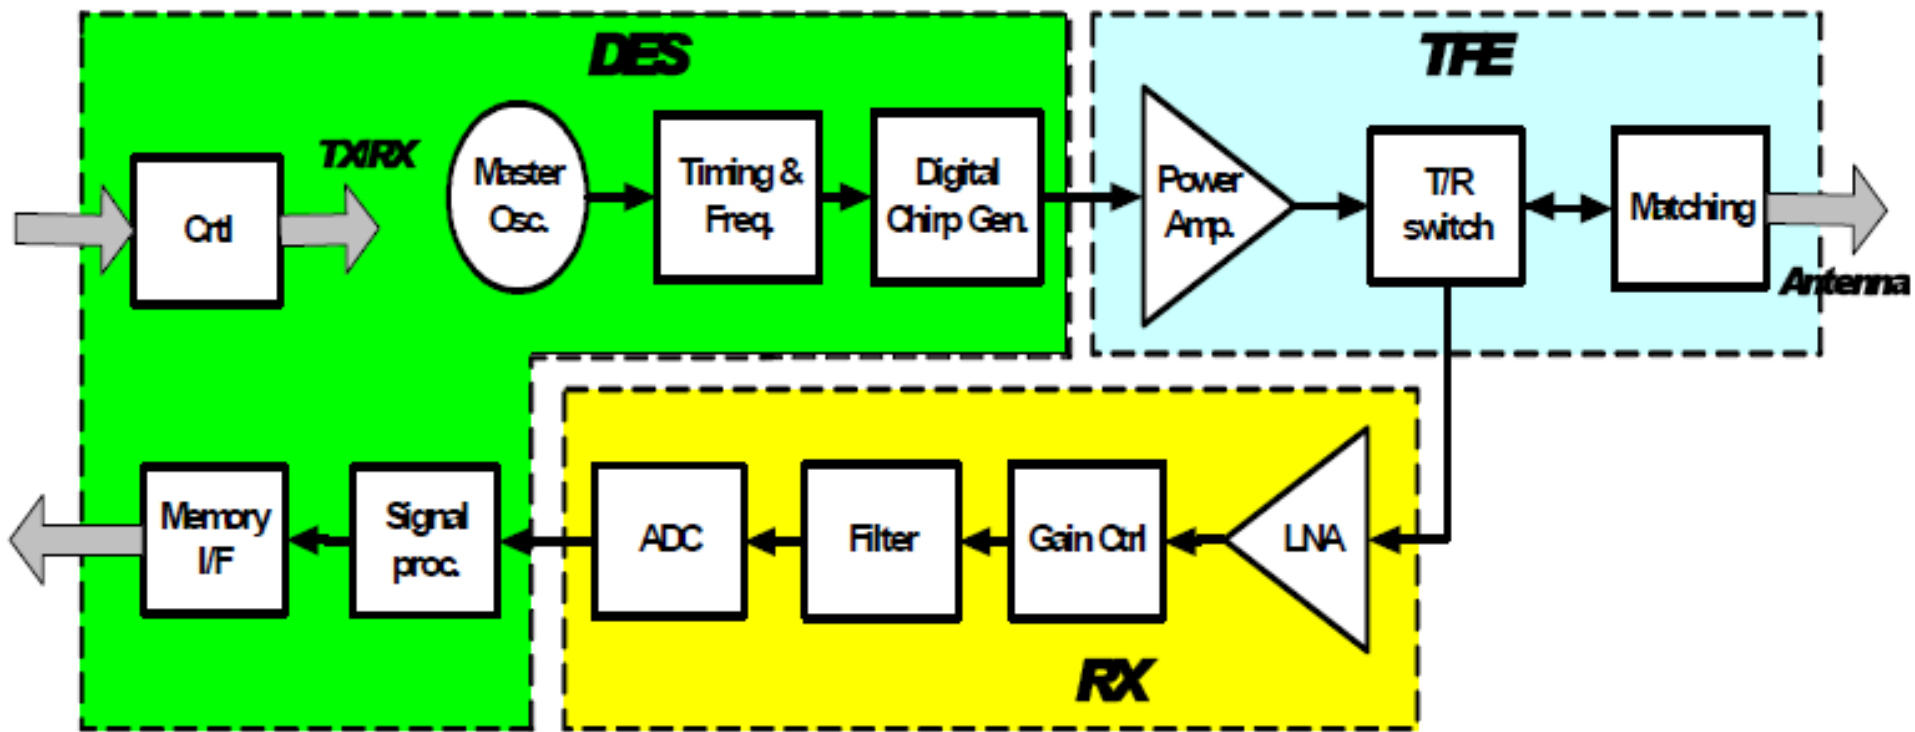 DES
TFE
TX/RX
Crtl
Master
Osc.
Timing &
Freq.
Digital
Chirp Gen.
Power
Amp.
T/R
switch
Matching
Antenna
Memory
I/F
Signal
proc.
ADC
Filter
Gain Ctrl
LNA
RX